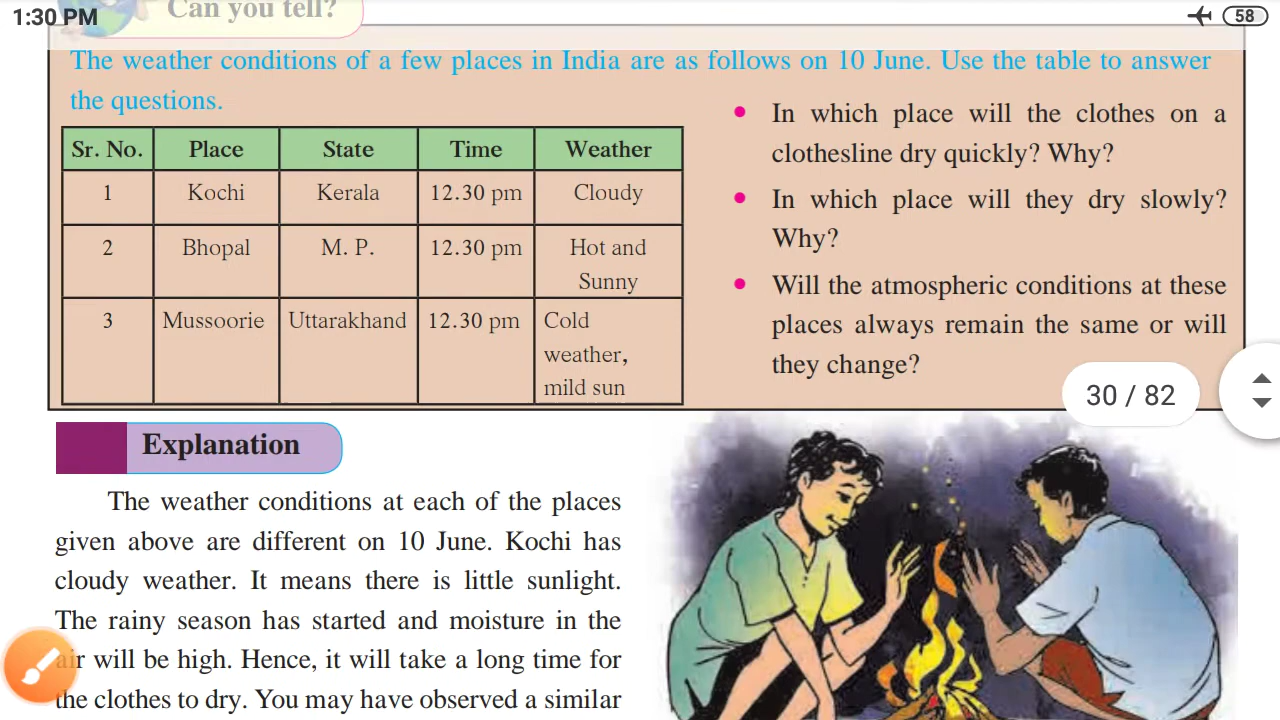 1:30 PM
58
Can you tell?
The weather conditions of a few places in India are as follows on 10 June. Use the table to answer
the questions.
Sr. No. Place State Time Weather
1 Kochi Kerala 12.30 pm Cloudy
2 Bhopal M. P. 12.30 pm Hot and
Sunny
3 Mussoorie Uttarakhand 12.30 pm Cold
weather,
mild sun
• In which place will the clothes on a
clothesline dry quickly? Why?
• In which place will they dry slowly?
Why?
• Will the atmospheric conditions at these
places always remain the same or will
they change?
30 / 82
Explanation
The weather conditions at each of the places
given above are different on 10 June. Kochi has
cloudy weather. It means there is little sunlight.
The rainy season has started and moisture in the
air will be high. Hence, it will take a long time for
the clothes to dry. You may have observed a similar